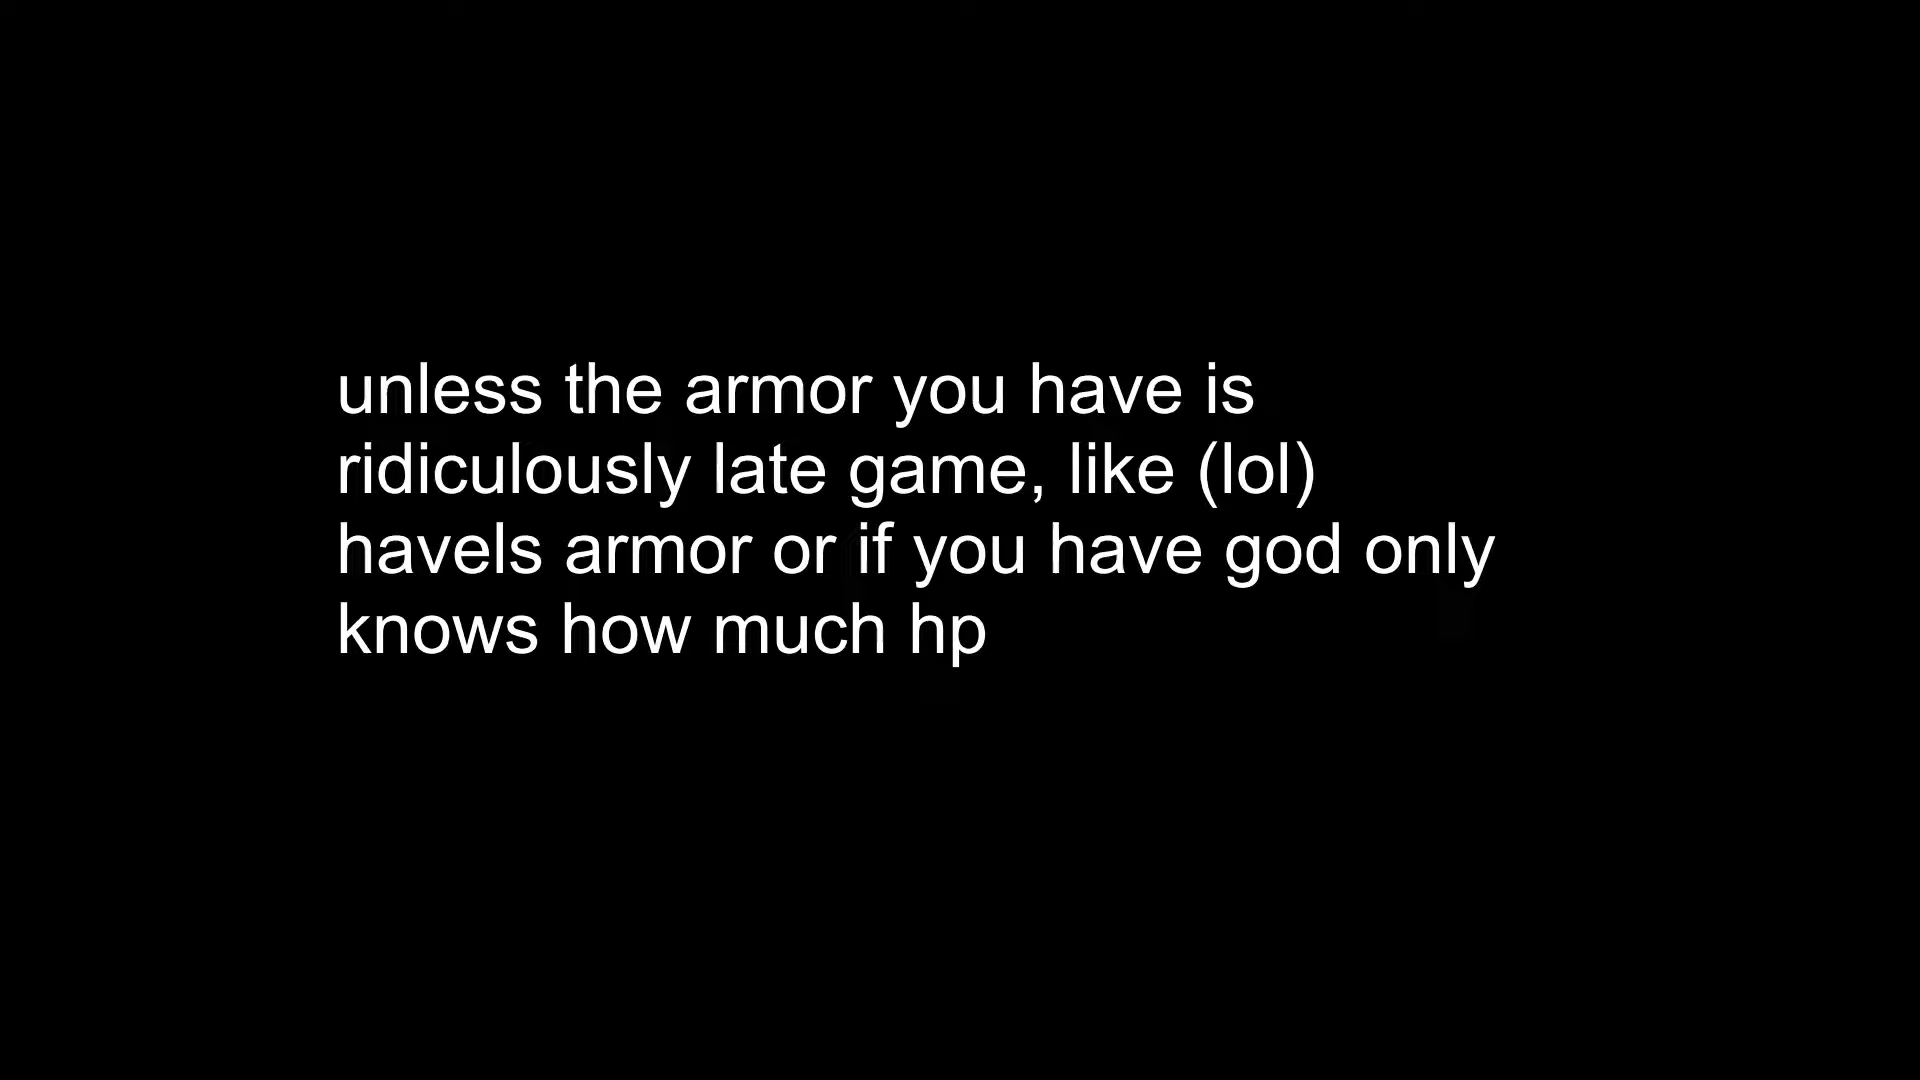 unless the armor you have is
ridiculously late game, like (lol)
havels armor or if you have god only
knows how much hp